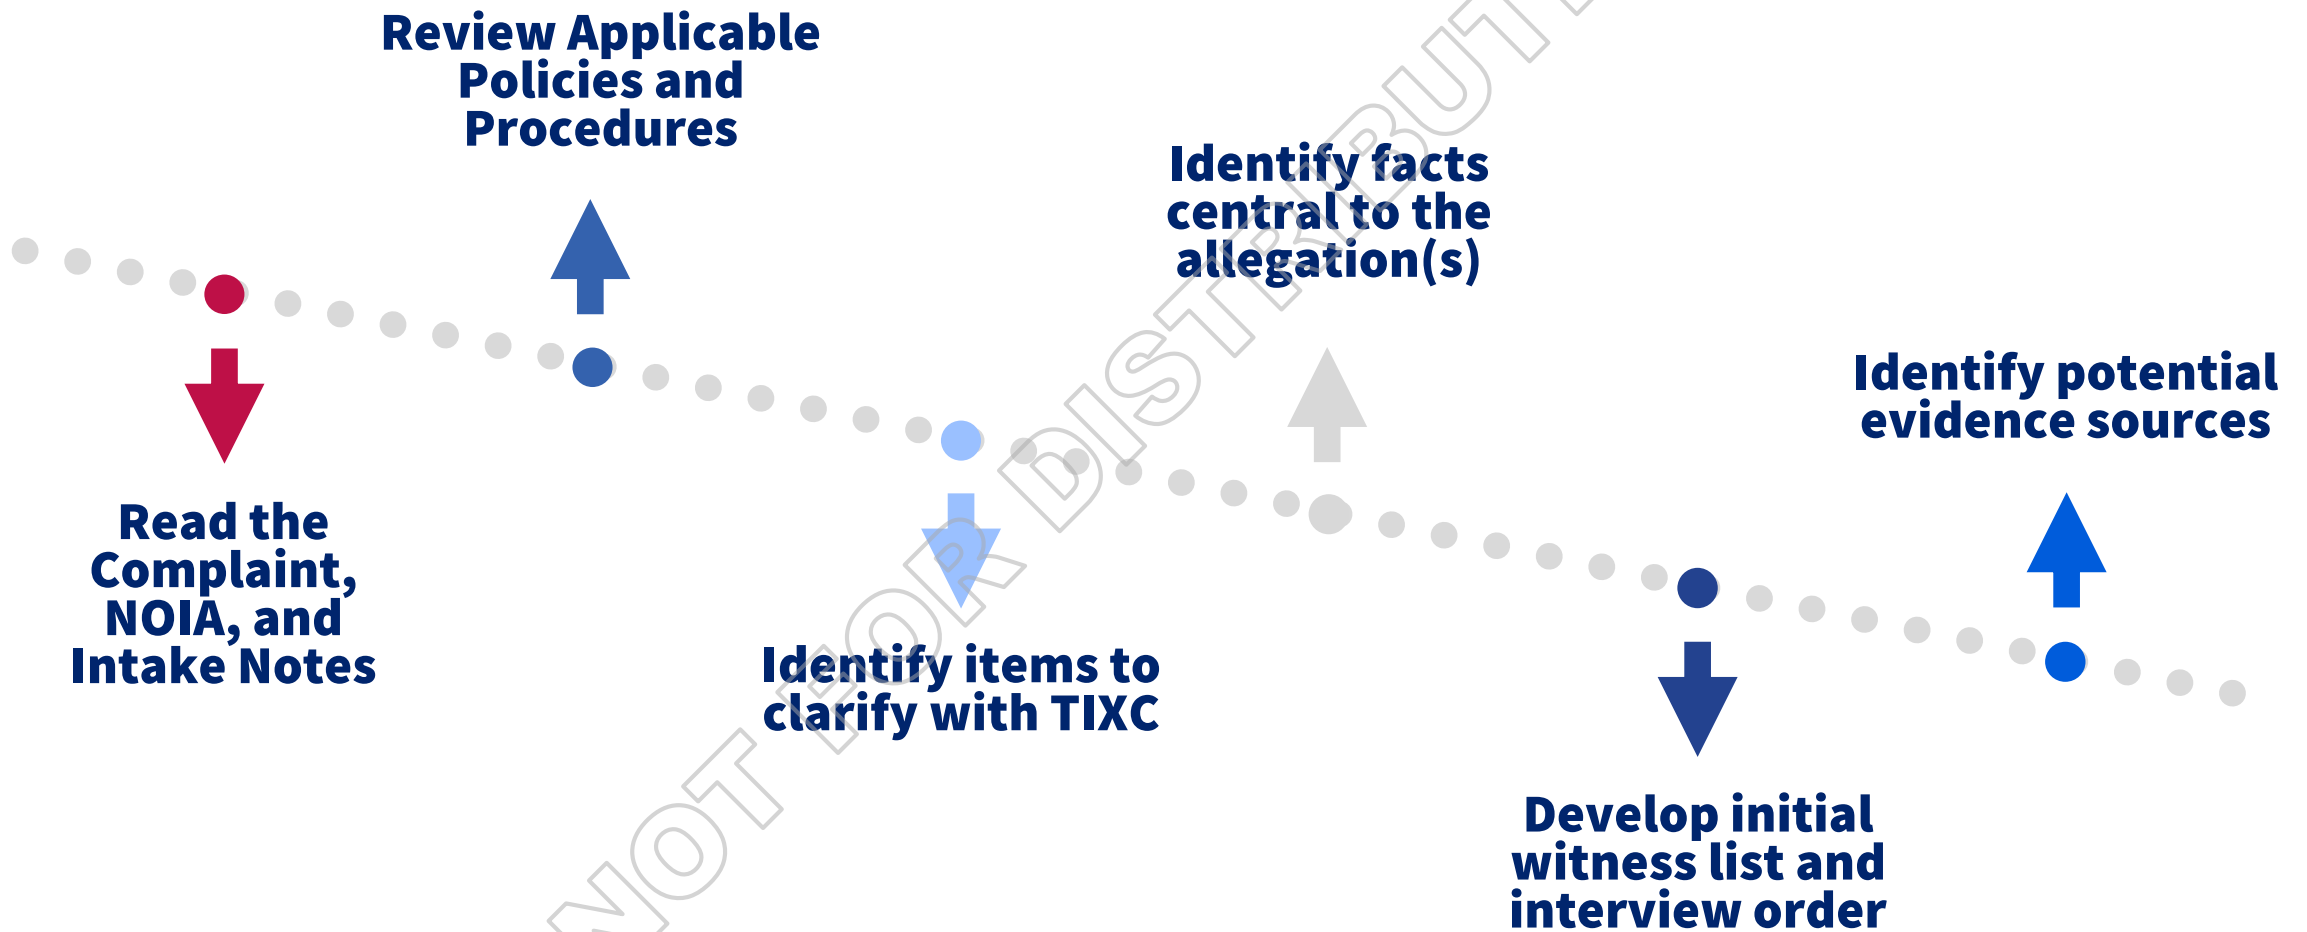 Review Applicable
Policies and
Procedures
Identify facts
central to the
allegation(s)
Identify potential
evidence sources
Read the
Complaint,
NOIA, and
Intake Notes
Identify items to
clarify with TIXC
Develop initial
witness list and
interview order
NOT FOR DISTRIBUT